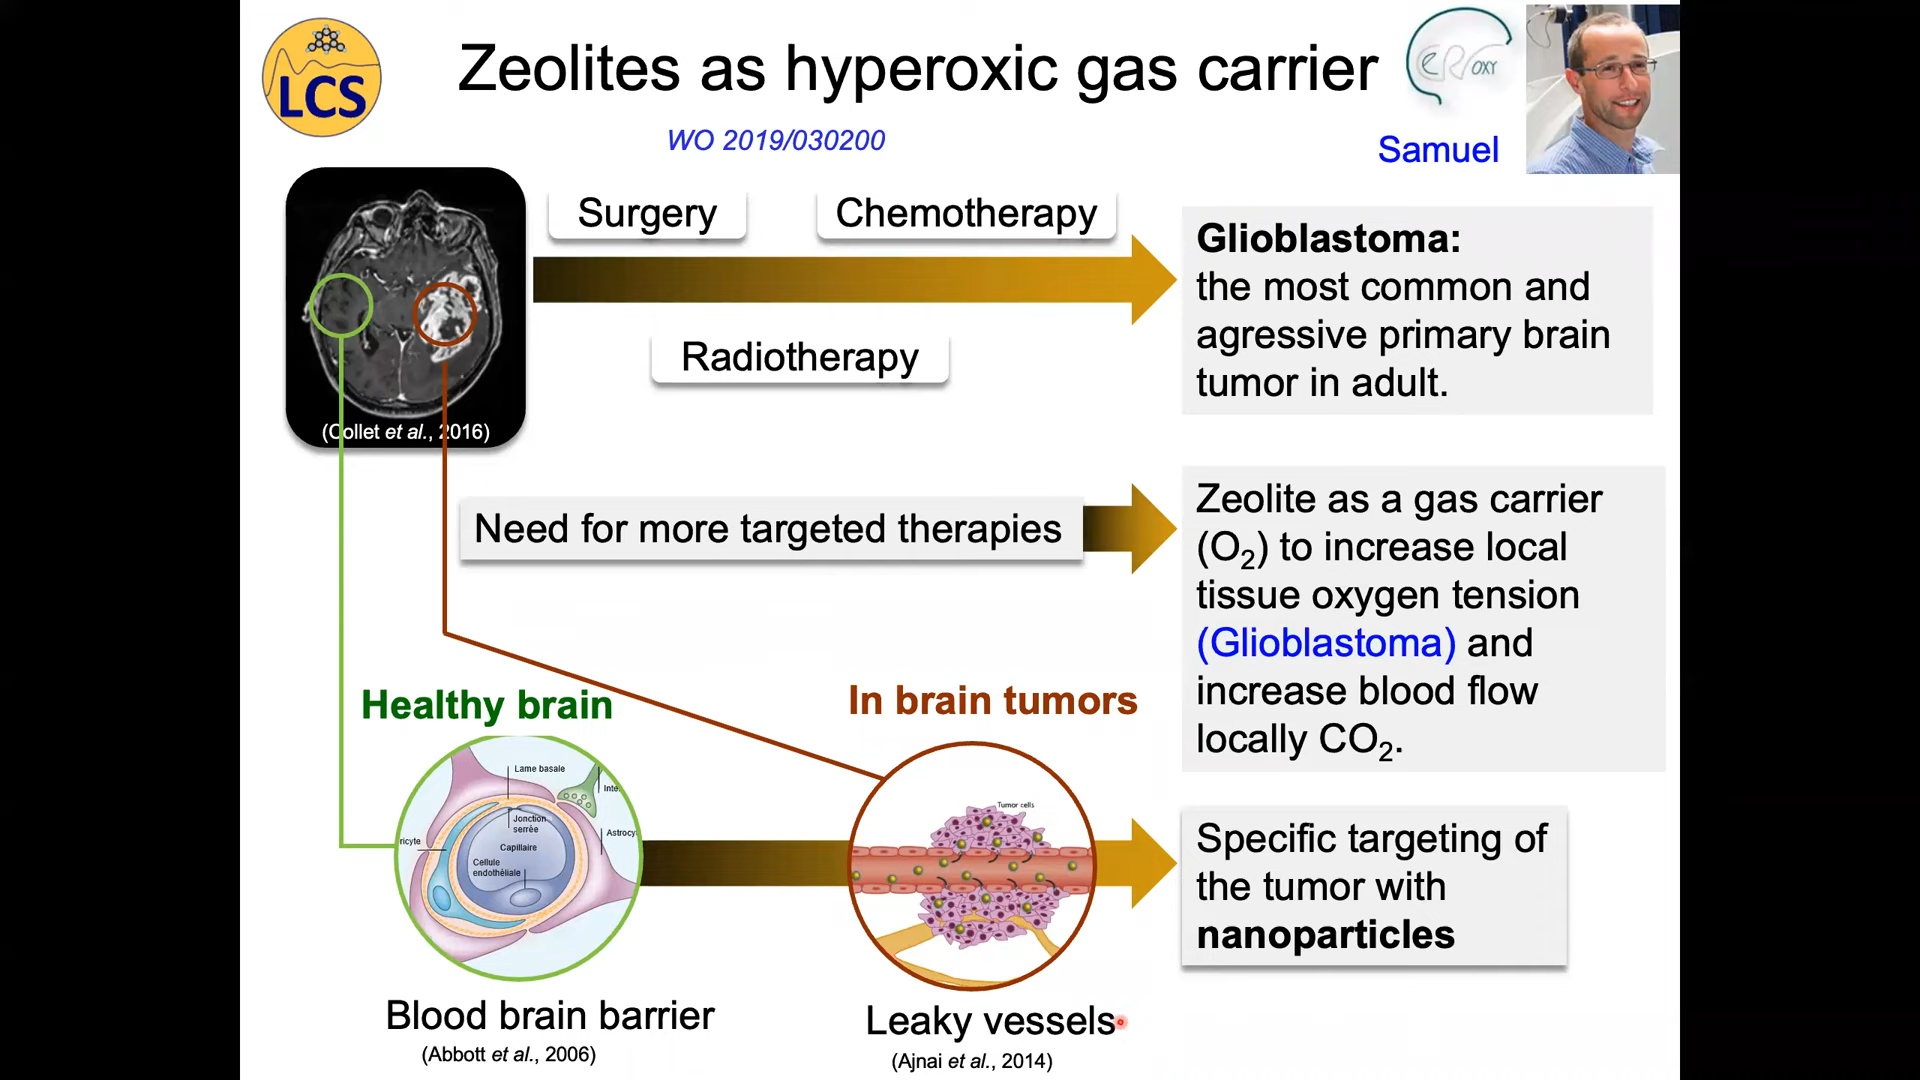 LCS
Zeolites as hyperoxic gas carrier
eRoxy
WO 2019/030200
Samuel
Surgery
Chemotherapy
Radiotherapy
(Collet et al., 2016)
Glioblastoma:
the most common and
agressive primary brain
tumor in adult.
Need for more targeted therapies
Zeolite as a gas carrier
(O₂) to increase local
tissue oxygen tension
(Glioblastoma) and
increase blood flow
locally CO₂.
Healthy brain
In brain tumors
Lame basale
Inte
Jonction
serrée
Astrocy
ricyte
Capillaire
Cellule
endothéliale
Tumor cells
Specific targeting of
the tumor with
nanoparticles
Blood brain barrier
(Abbott et al., 2006)
Leaky vessels
(Ajnai et al., 2014)